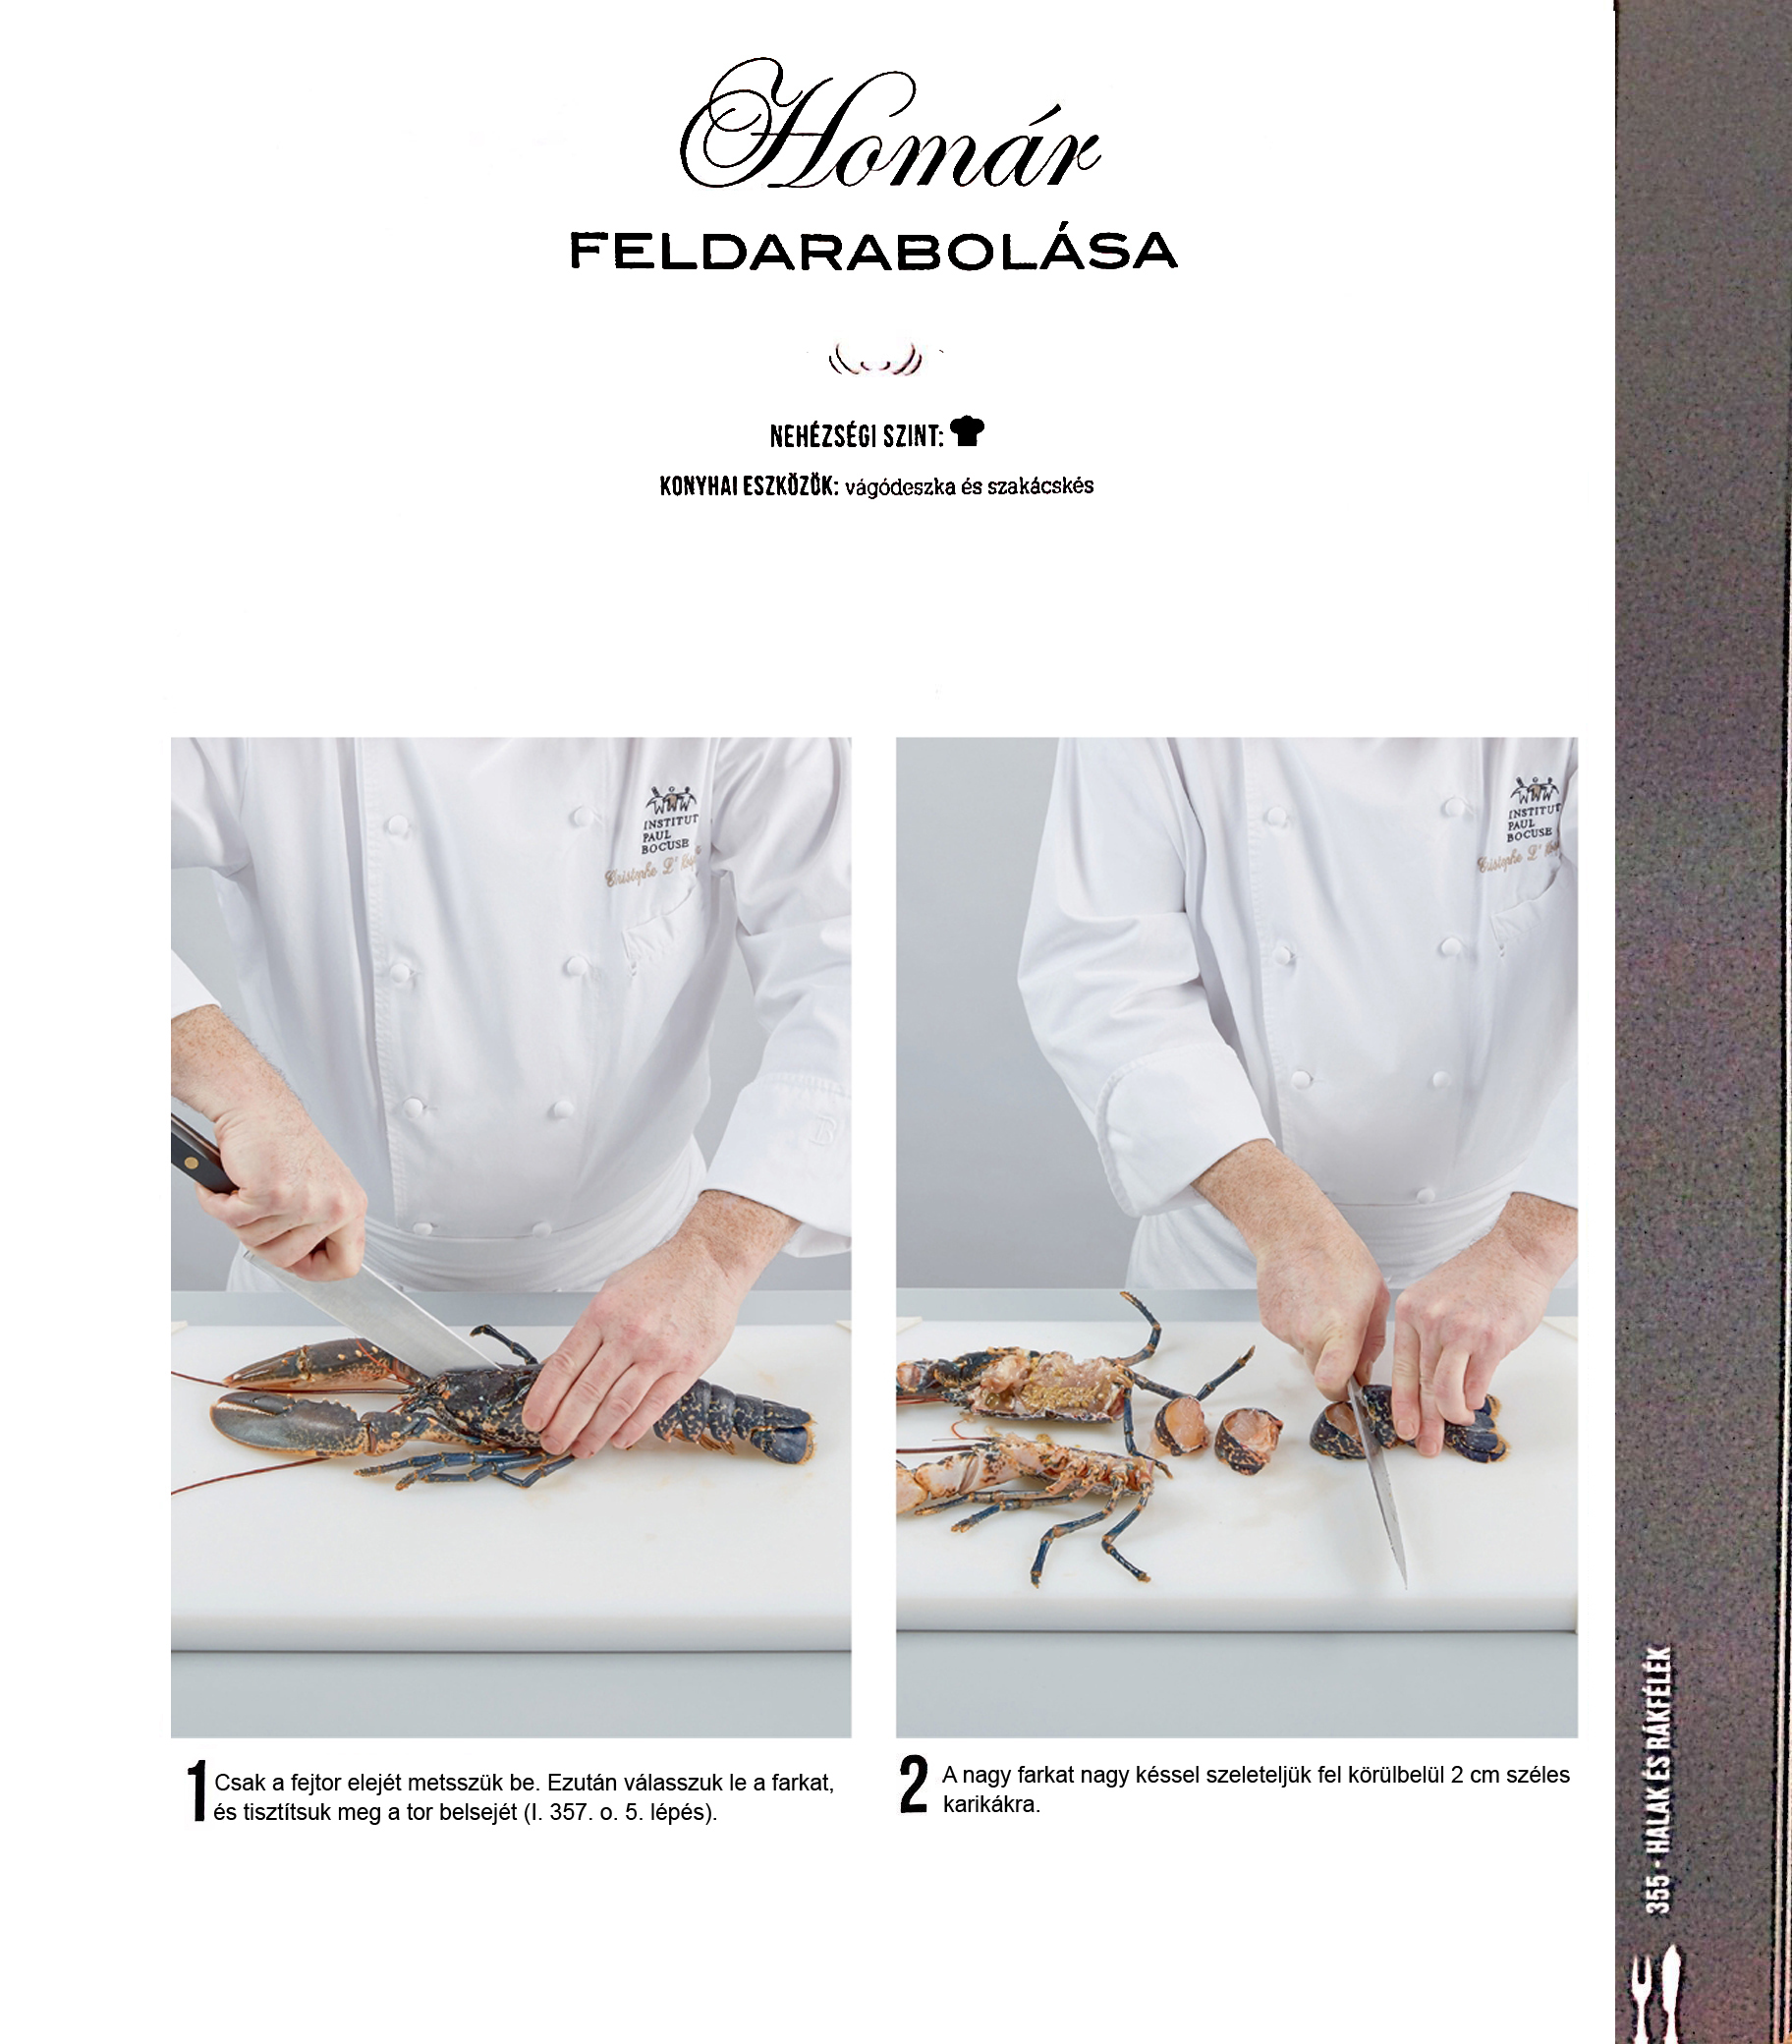 Homár
FELDARABOLÁSA
NEHÉZSÉGI SZINT:
KONYHAI ESZKÖZÖK: vágódeszka és szakácskés
INSTITUT
PAUL
BOCUSE
Cristophe L'
INSTITUT
PAUL
BOCUSE
Cristophe L'
1 Csak a fejtor elejét metsszük be. Ezután válasszuk le a farkat,
és tisztítsuk meg a tor belsejét (l. 357. o. 5. lépés).
2 A nagy farkat nagy késsel szeleteljük fel körülbelül 2 cm széles
karikákra.
355 - HALAK ÉS RÁKFÉLÉK